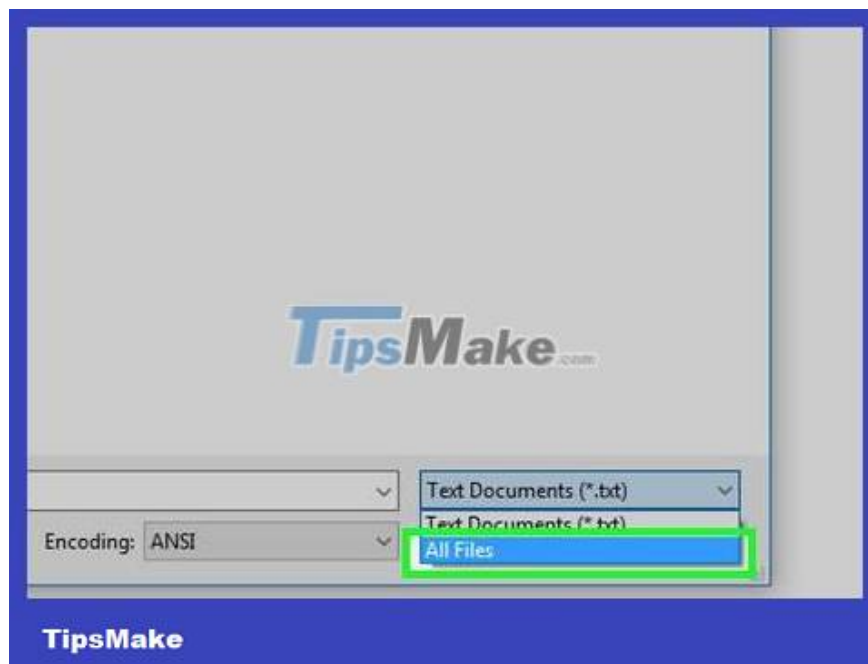 TipsMake.com
Text Documents (*.txt)
Text Documents (*.txt)
Encoding: ANSI
All Files
TipsMake